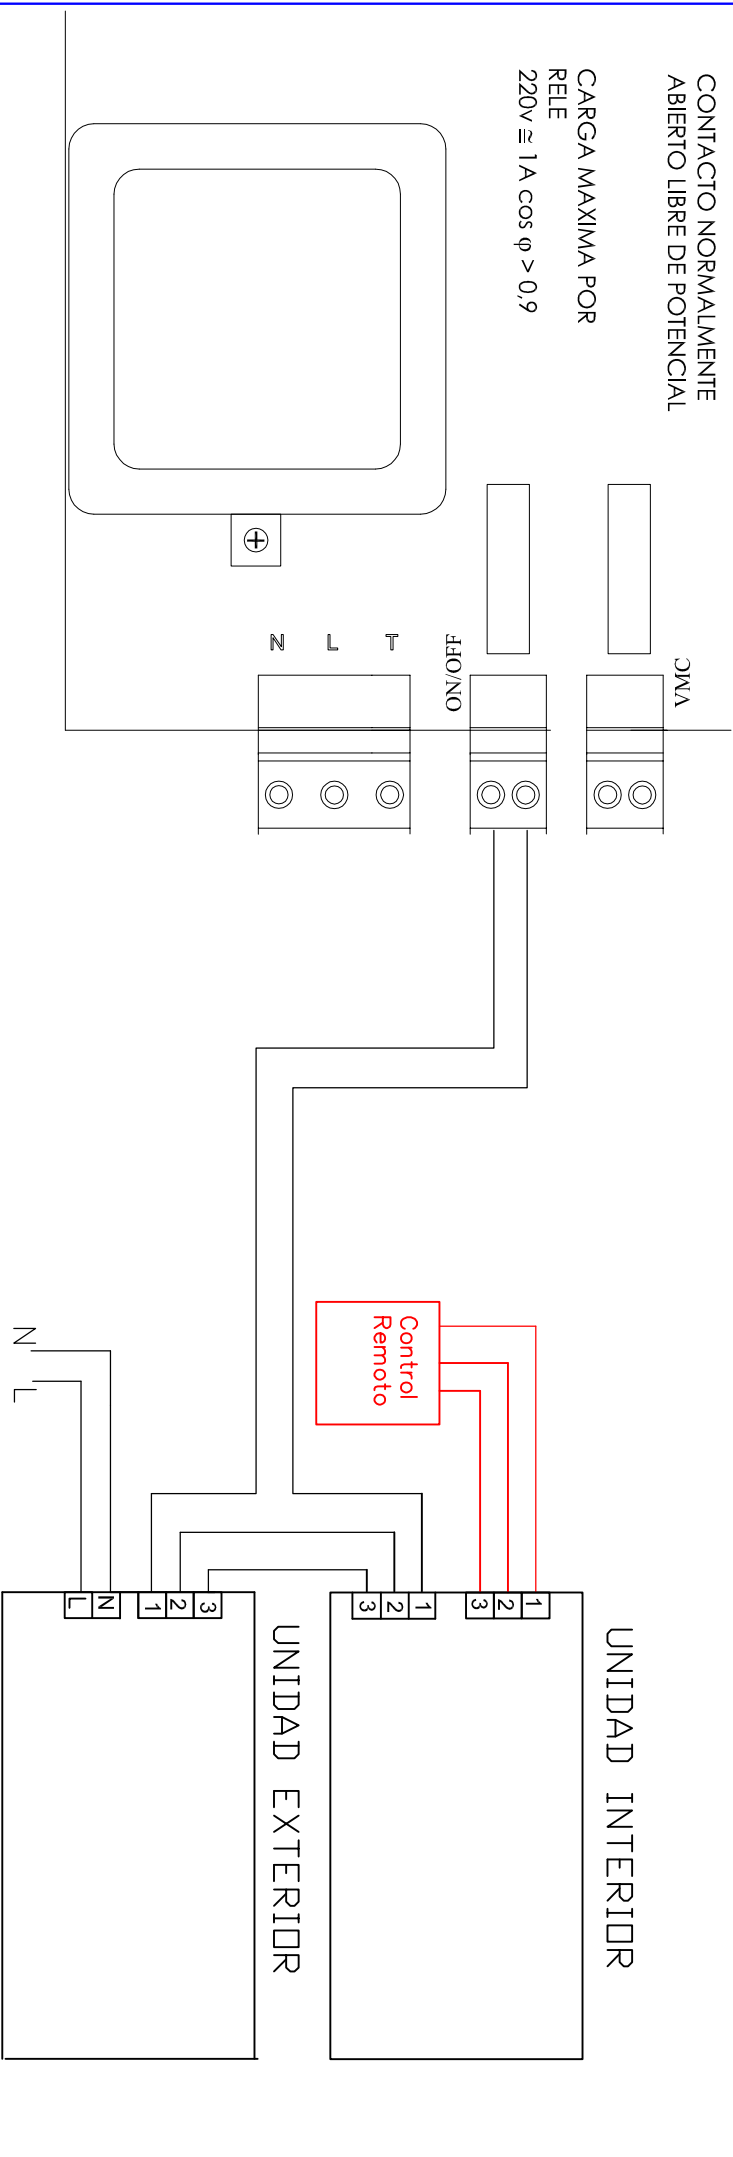 CONTACTO NORMALMENTE
ABIERTO LIBRE DE POTENCIAL
CARGA MAXIMA POR
RELE
220v ≅ 1A cos φ > 0,9
VMC
ON/OFF
T
L
N
Control
Remoto
1
2
3
UNIDAD INTERIOR
1
2
3
UNIDAD EXTERIOR
3
2
1
N
L
N
L